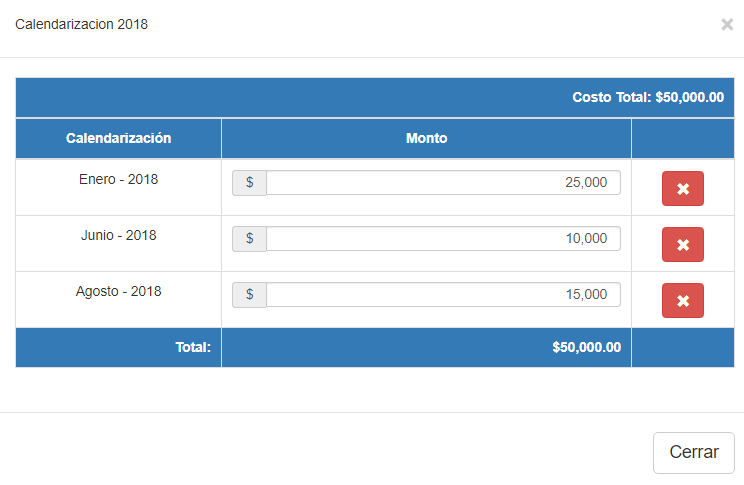 Calendarizacion 2018
×
Costo Total: $50,000.00
Calendarización Monto
Enero - 2018 $ 25,000
Junio - 2018 $ 10,000
Agosto - 2018 $ 15,000
Total: $50,000.00
Cerrar